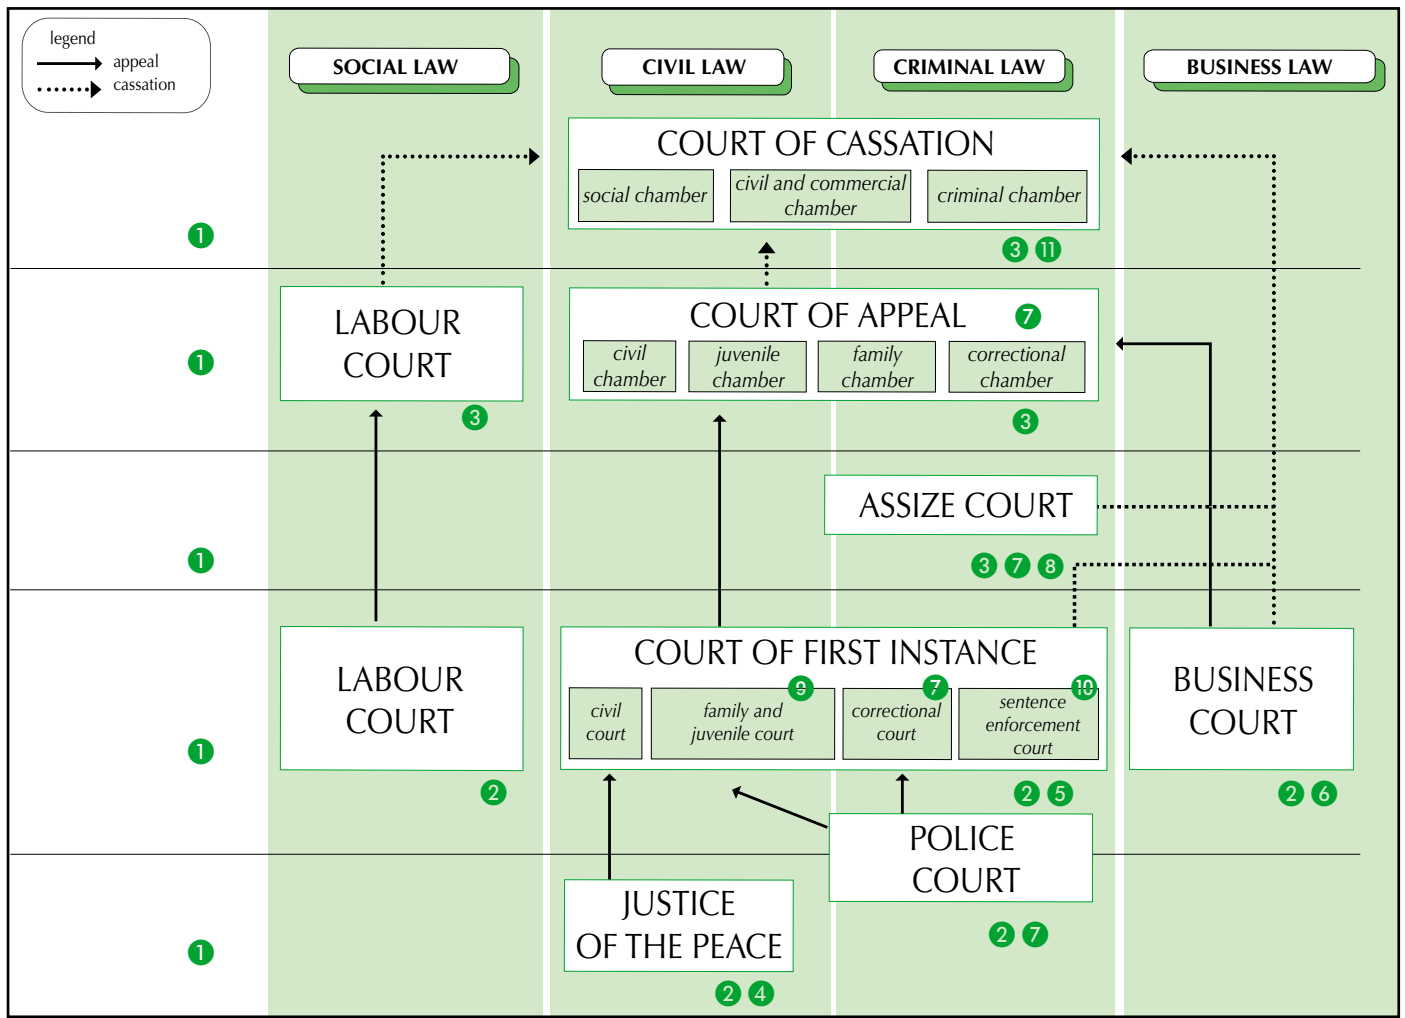 legend
appeal
cassation
SOCIAL LAW
CIVIL LAW
CRIMINAL LAW
BUSINESS LAW
COURT OF CASSATION
social chamber
civil and commercial
chamber
criminal chamber
1
3 11
LABOUR
COURT
COURT OF APPEAL
7
civil
chamber
juvenile
chamber
family
chamber
correctional
chamber
1
3
3
ASSIZE COURT
1
3 7 8
LABOUR
COURT
COURT OF FIRST INSTANCE
9
7
10
civil
court
family and
juvenile court
correctional
court
sentence
enforcement
court
BUSINESS
COURT
1
2
2 5
2 6
POLICE
COURT
JUSTICE
OF THE PEACE
1
2 7
2 4